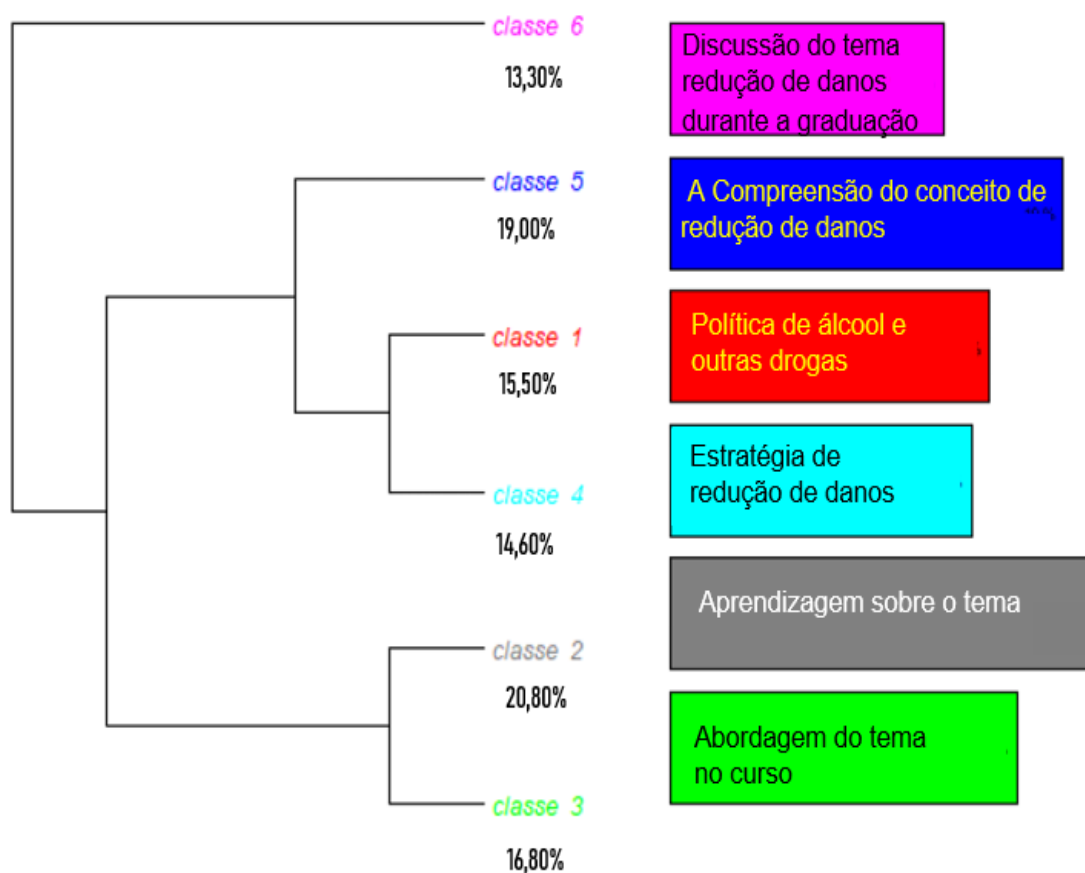 classe 6
13,30%
Discussão do tema
redução de danos
durante a graduação
classe 5
19,00%
A Compreensão do conceito de
redução de danos
classe 1
15,50%
Política de álcool e
outras drogas
classe 4
14,60%
Estratégia de
redução de danos
classe 2
20,80%
Aprendizagem sobre o tema
classe 3
16,80%
Abordagem do tema
no curso